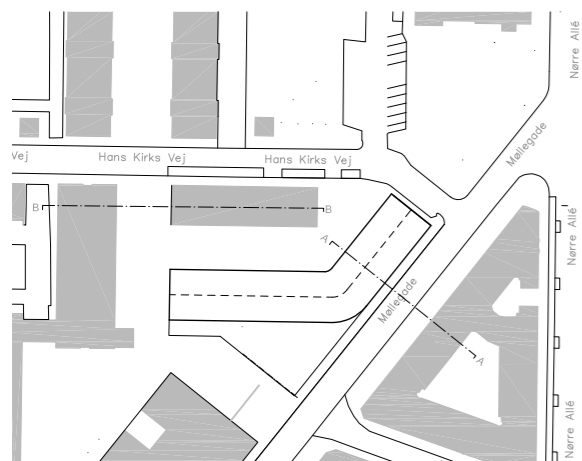 Nørre Allé
Møllegade
Vej
Hans Kirks Vej
Hans Kirks Vej
B
B
Nørre Allé
A
Møllegade
A
Nørre Allé